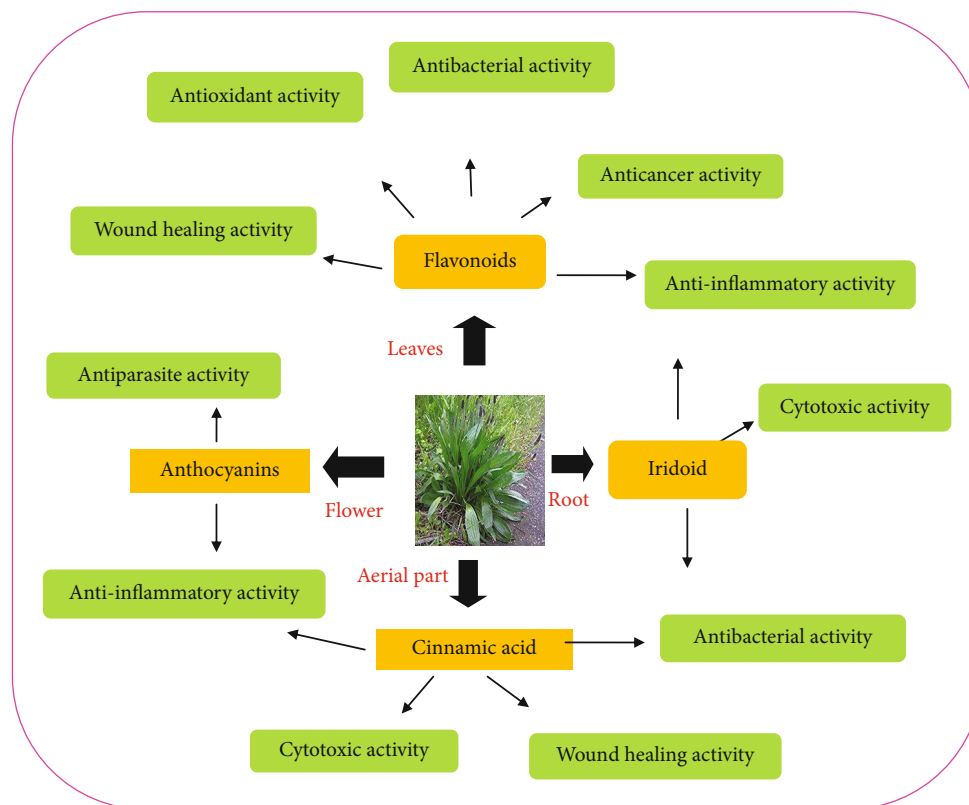 Antibacterial activity
Antioxidant activity
Anticancer activity
Wound healing activity
Flavonoids
Anti-inflammatory activity
Leaves
Antiparasite activity
Cytotoxic activity
Anthocyanins
Iridoid
Flower
Root
Aerial part
Anti-inflammatory activity
Antibacterial activity
Cinnamic acid
Cytotoxic activity
Wound healing activity